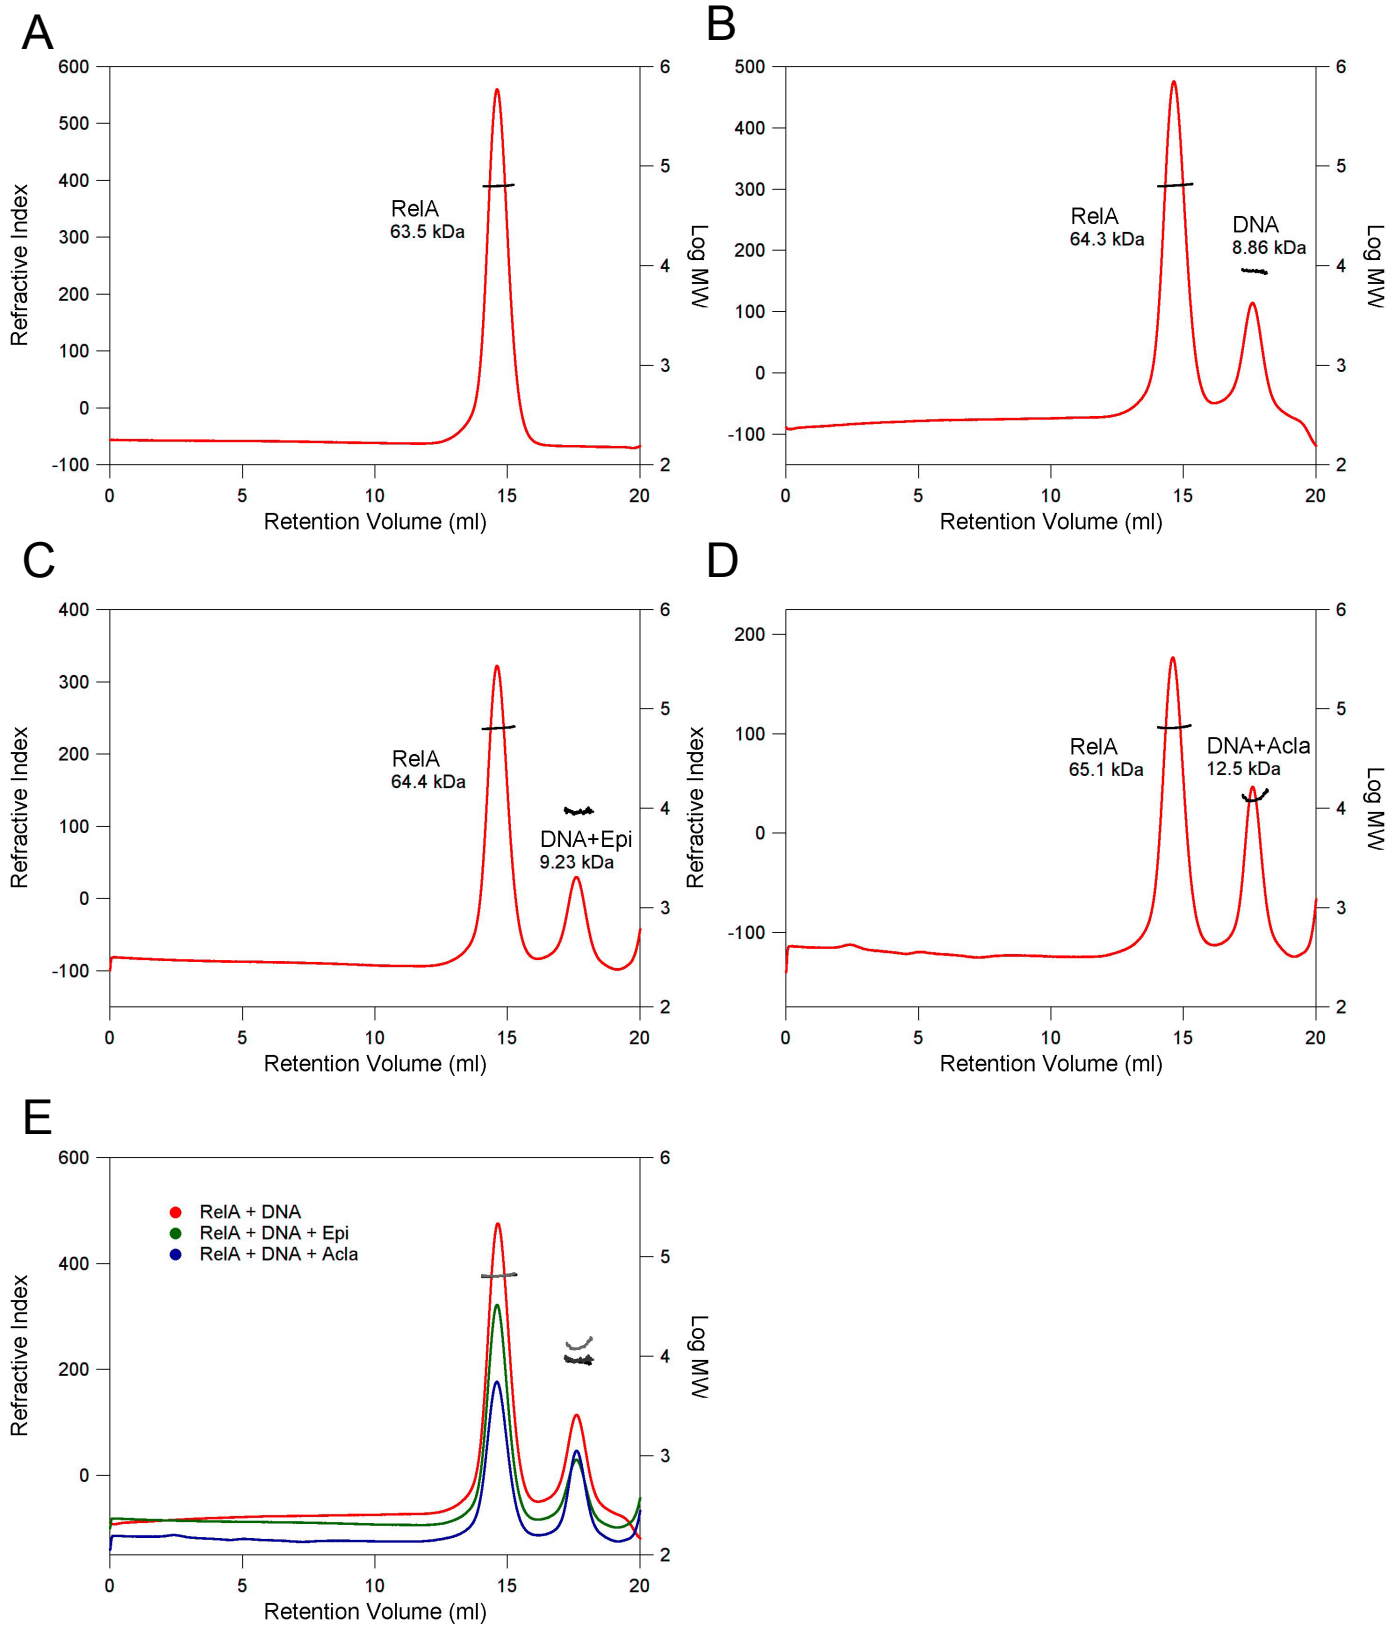 A
600
500
400
300
200
100
0
-100
6
5
4
3
2
0
5
10
15
20
Refractive Index
Log MW
Retention Volume (ml)
RelA
63.5 kDa
B
500
400
300
200
100
0
-100
6
5
4
3
2
0
5
10
15
20
Log MW
Retention Volume (ml)
RelA
64.3 kDa
DNA
8.86 kDa
C
400
300
200
100
0
-100
6
5
4
3
2
0
5
10
15
20
Refractive Index
Retention Volume (ml)
RelA
64.4 kDa
DNA+Epi
9.23 kDa
D
200
100
0
-100
6
5
4
3
2
0
5
10
15
20
Refractive Index
Log MW
Retention Volume (ml)
RelA
65.1 kDa
DNA+Acla
12.5 kDa
E
600
400
200
0
6
5
4
3
2
0
5
10
15
20
Refractive Index
Log MW
Retention Volume (ml)
RelA + DNA
RelA + DNA + Epi
RelA + DNA + Acla